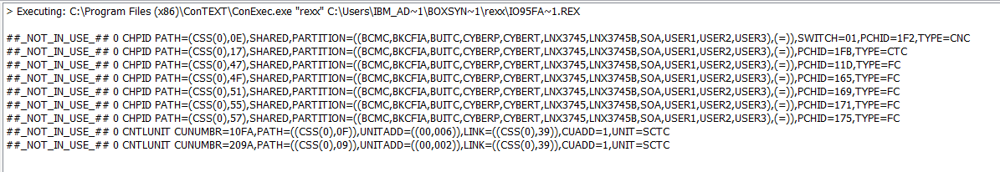 > Executing: C:\Program Files (x86)\ConTEXT\ConExec.exe "rexx" C:\Users\IBM_AD~1\BOXSYN~1\rexx\IO95FA~1.REX
##_NOT_IN_USE_## 0 CHPID PATH=(CSS(0),0E),SHARED,PARTITION=((BCMC,BKCFIA,BUITC,CYBERP,CYBERT,LNX3745,LNX3745B,SOA,USER1,USER2,USER3),(=)),SWITCH=01,PCHID=1F2,TYPE=CNC
##_NOT_IN_USE_## 0 CHPID PATH=(CSS(0),17),SHARED,PARTITION=((BCMC,BKCFIA,BUITC,CYBERP,CYBERT,LNX3745,LNX3745B,SOA,USER1,USER2,USER3),(=)),PCHID=1FB,TYPE=CTC
##_NOT_IN_USE_## 0 CHPID PATH=(CSS(0),47),SHARED,PARTITION=((BCMC,BKCFIA,BUITC,CYBERP,CYBERT,LNX3745,LNX3745B,SOA,USER1,USER2,USER3),(=)),PCHID=11D,TYPE=FC
##_NOT_IN_USE_## 0 CHPID PATH=(CSS(0),4F),SHARED,PARTITION=((BCMC,BKCFIA,BUITC,CYBERP,CYBERT,LNX3745,LNX3745B,SOA,USER1,USER2,USER3),(=)),PCHID=165,TYPE=FC
##_NOT_IN_USE_## 0 CHPID PATH=(CSS(0),51),SHARED,PARTITION=((BCMC,BKCFIA,BUITC,CYBERP,CYBERT,LNX3745,LNX3745B,SOA,USER1,USER2,USER3),(=)),PCHID=169,TYPE=FC
##_NOT_IN_USE_## 0 CHPID PATH=(CSS(0),55),SHARED,PARTITION=((BCMC,BKCFIA,BUITC,CYBERP,CYBERT,LNX3745,LNX3745B,SOA,USER1,USER2,USER3),(=)),PCHID=171,TYPE=FC
##_NOT_IN_USE_## 0 CHPID PATH=(CSS(0),57),SHARED,PARTITION=((BCMC,BKCFIA,BUITC,CYBERP,CYBERT,LNX3745,LNX3745B,SOA,USER1,USER2,USER3),(=)),PCHID=175,TYPE=FC
##_NOT_IN_USE_## 0 CNTLUNIT CUNUMBR=10FA,PATH=((CSS(0),0F)),UNITADD=((00,006)),LINK=((CSS(0),39)),CUADD=1,UNIT=SCTC
##_NOT_IN_USE_## 0 CNTLUNIT CUNUMBR=209A,PATH=((CSS(0),09)),UNITADD=((00,002)),LINK=((CSS(0),39)),CUADD=1,UNIT=SCTC